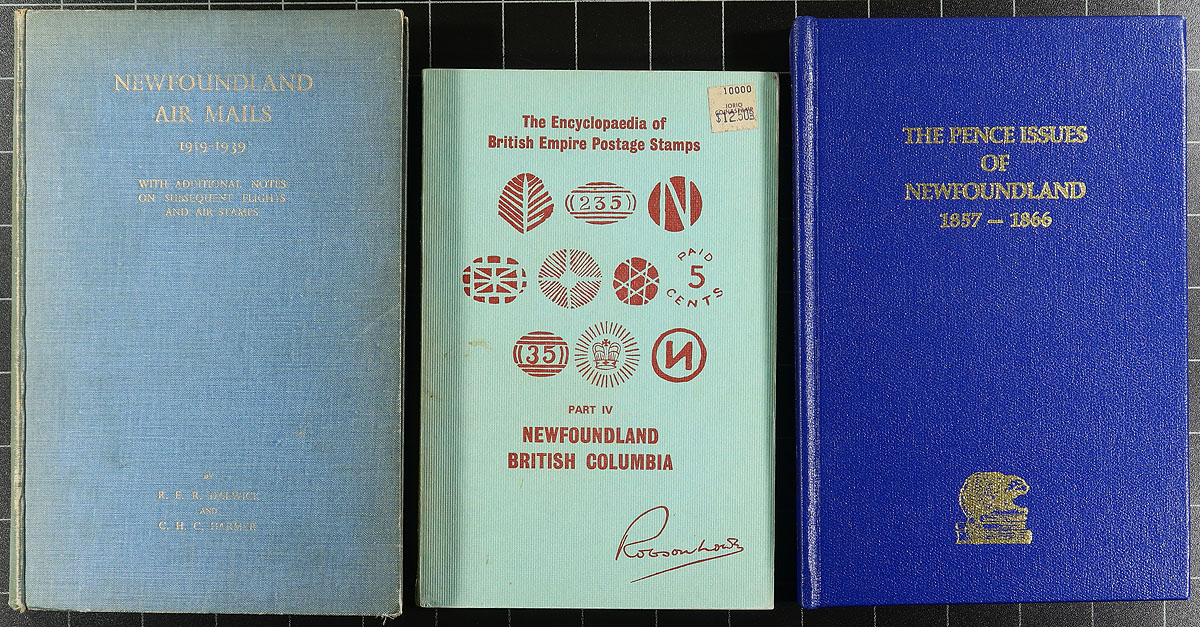 NEWFOUNDLAND
AIR MAILS
1919-1939
WITH ADDITIONAL NOTES
ON SUBSEQUENT FLIGHTS
AND AIR STAMPS
BY
R. E. R. DALWICK
AND
C. H. C. HARMER
10000
$12.50
The Encyclopaedia of
British Empire Postage Stamps
235
N
PAID
5
CENTS
35
N
PART IV
NEWFOUNDLAND
BRITISH COLUMBIA
Robson Lowe
THE PENCE ISSUES
OF
NEWFOUNDLAND
1857 — 1866